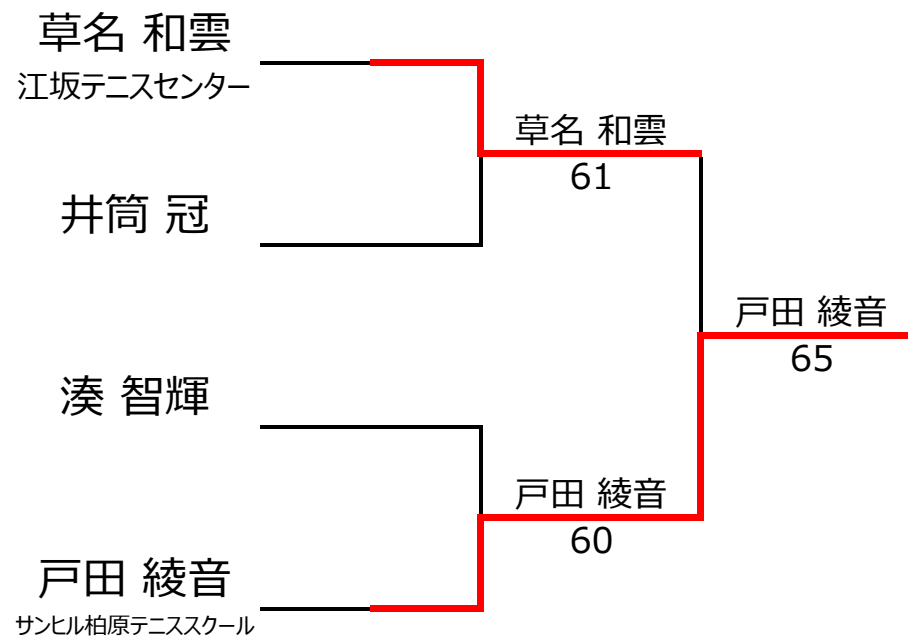 草名 和雲
江坂テニスセンター
草名 和雲
61
井筒 冠
戸田 綾音
65
湊 智輝
戸田 綾音
60
戸田 綾音
サンヒル柏原テニススクール